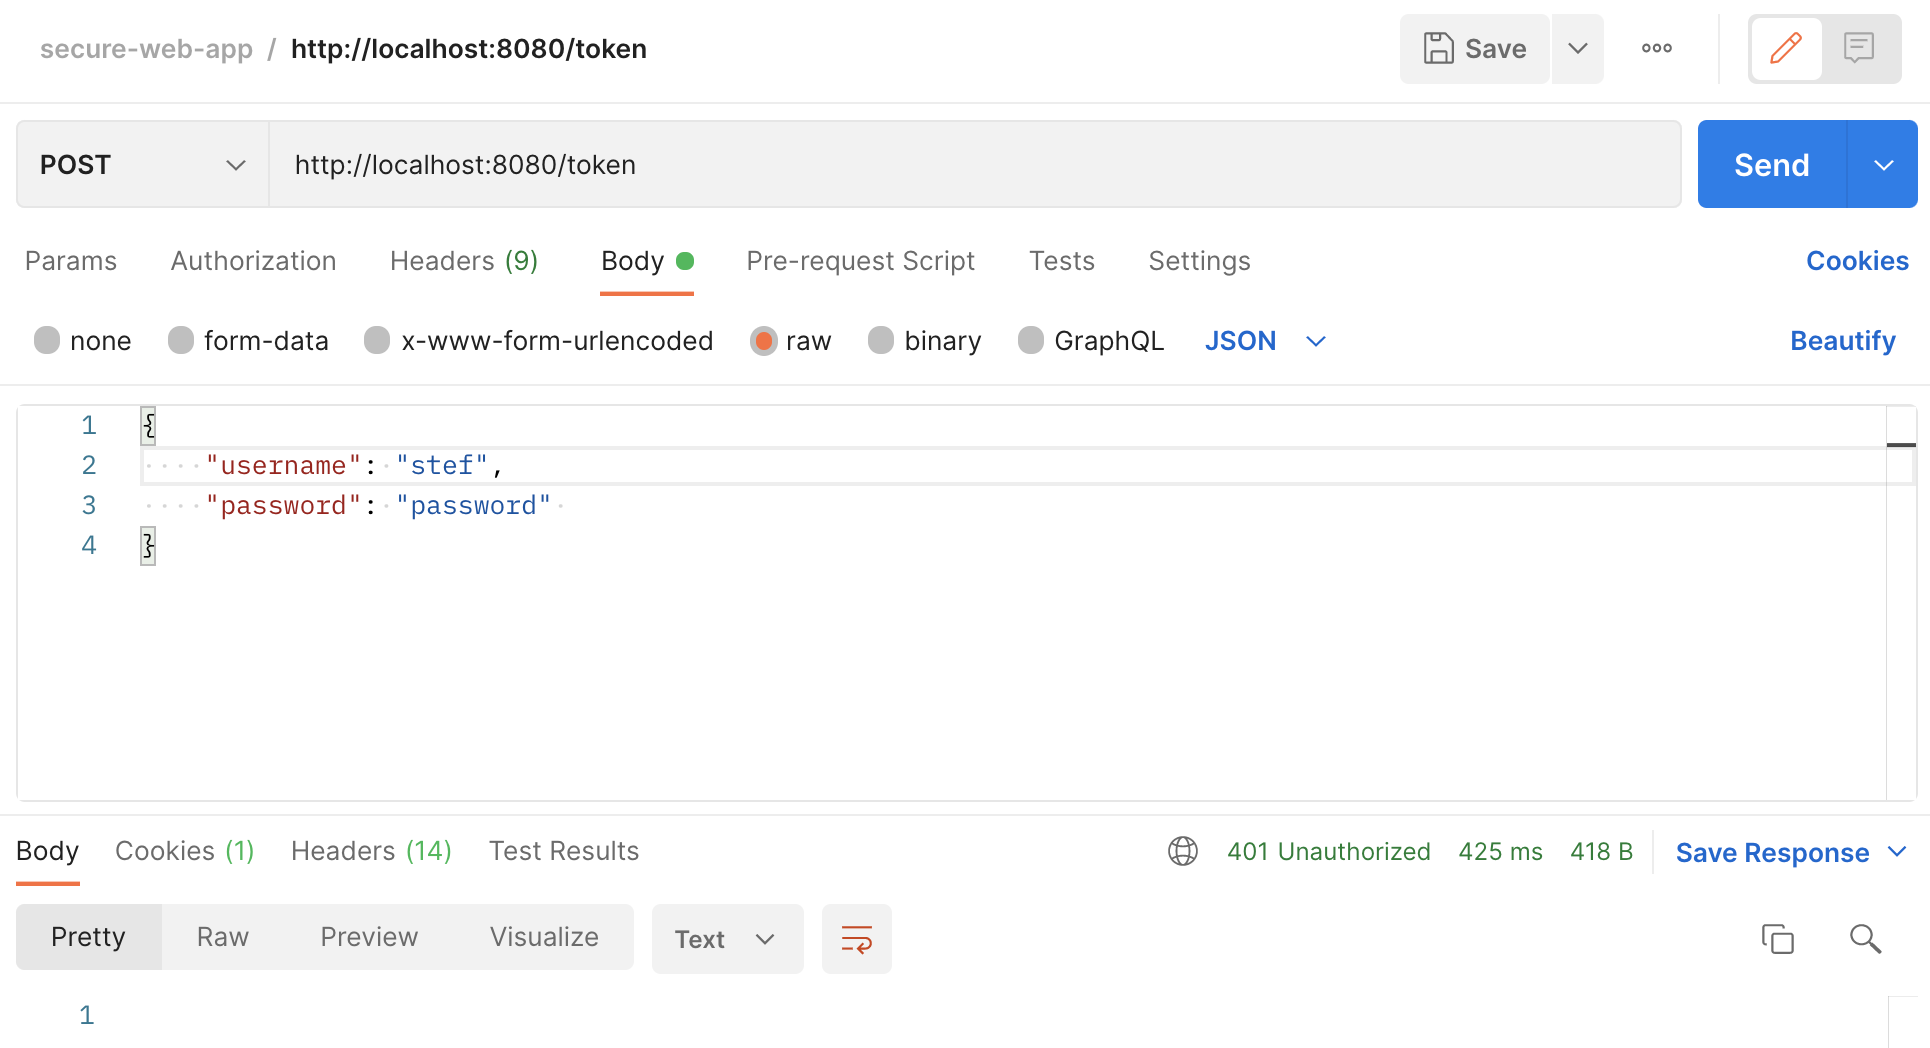 secure-web-app / http://localhost:8080/token
Save
POST
http://localhost:8080/token
Send
Params Authorization Headers (9) Body Pre-request Script Tests Settings Cookies
none form-data x-www-form-urlencoded raw binary GraphQL JSON Beautify
1 {
2 "username": "stef",
3 "password": "password"
4 }
Body Cookies (1) Headers (14) Test Results 401 Unauthorized 425 ms 418 B Save Response
Pretty Raw Preview Visualize Text
1